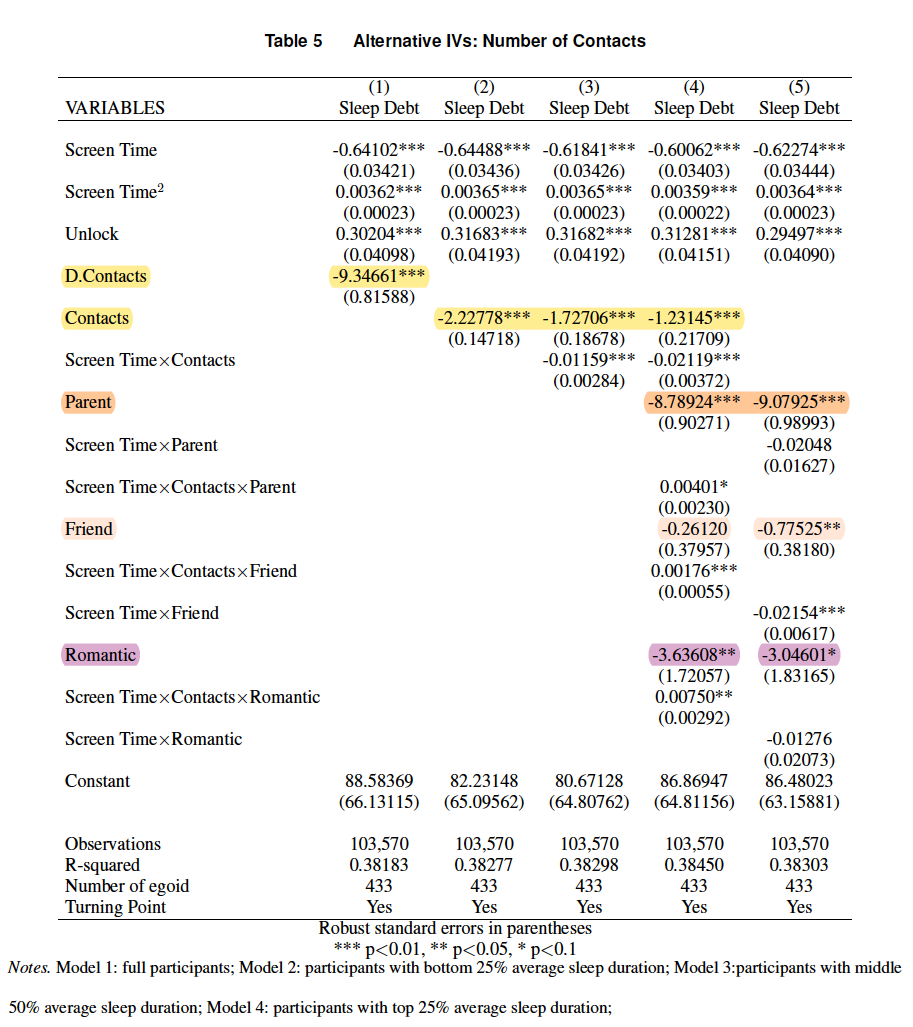 Table 5 Alternative IVs: Number of Contacts
(1) (2) (3) (4) (5)
VARIABLES Sleep Debt Sleep Debt Sleep Debt Sleep Debt Sleep Debt
Screen Time -0.64102*** -0.64488*** -0.61841*** -0.60062*** -0.62274***
(0.03421) (0.03436) (0.03426) (0.03403) (0.03444)
Screen Time² 0.00362*** 0.00365*** 0.00365*** 0.00359*** 0.00364***
(0.00023) (0.00023) (0.00023) (0.00022) (0.00023)
Unlock 0.30204*** 0.31683*** 0.31682*** 0.31281*** 0.29497***
(0.04098) (0.04193) (0.04192) (0.04151) (0.04090)
D.Contacts -9.34661***
(0.81588)
Contacts -2.22778*** -1.72706*** -1.23145***
(0.14718) (0.18678) (0.21709)
Screen Time×Contacts -0.01159*** -0.02119***
(0.00284) (0.00372)
Parent -8.78924*** -9.07925***
(0.90271) (0.98993)
Screen Time×Parent -0.02048
(0.01627)
Screen Time×Contacts×Parent 0.00401*
(0.00230)
Friend -0.26120 -0.77525**
(0.37957) (0.38180)
Screen Time×Contacts×Friend 0.00176***
(0.00055)
Screen Time×Friend -0.02154***
(0.00617)
Romantic -3.63608** -3.04601*
(1.72057) (1.83165)
Screen Time×Contacts×Romantic 0.00750**
(0.00292)
Screen Time×Romantic -0.01276
(0.02073)
Constant 88.58369 82.23148 80.67128 86.86947 86.48023
(66.13115) (65.09562) (64.80762) (64.81156) (63.15881)
Observations 103,570 103,570 103,570 103,570 103,570
R-squared 0.38183 0.38277 0.38298 0.38450 0.38303
Number of egoid 433 433 433 433 433
Turning Point Yes Yes Yes Yes Yes
Robust standard errors in parentheses
*** p<0.01, ** p<0.05, * p<0.1
Notes. Model 1: full participants; Model 2: participants with bottom 25% average sleep duration; Model 3:participants with middle
50% average sleep duration; Model 4: participants with top 25% average sleep duration;